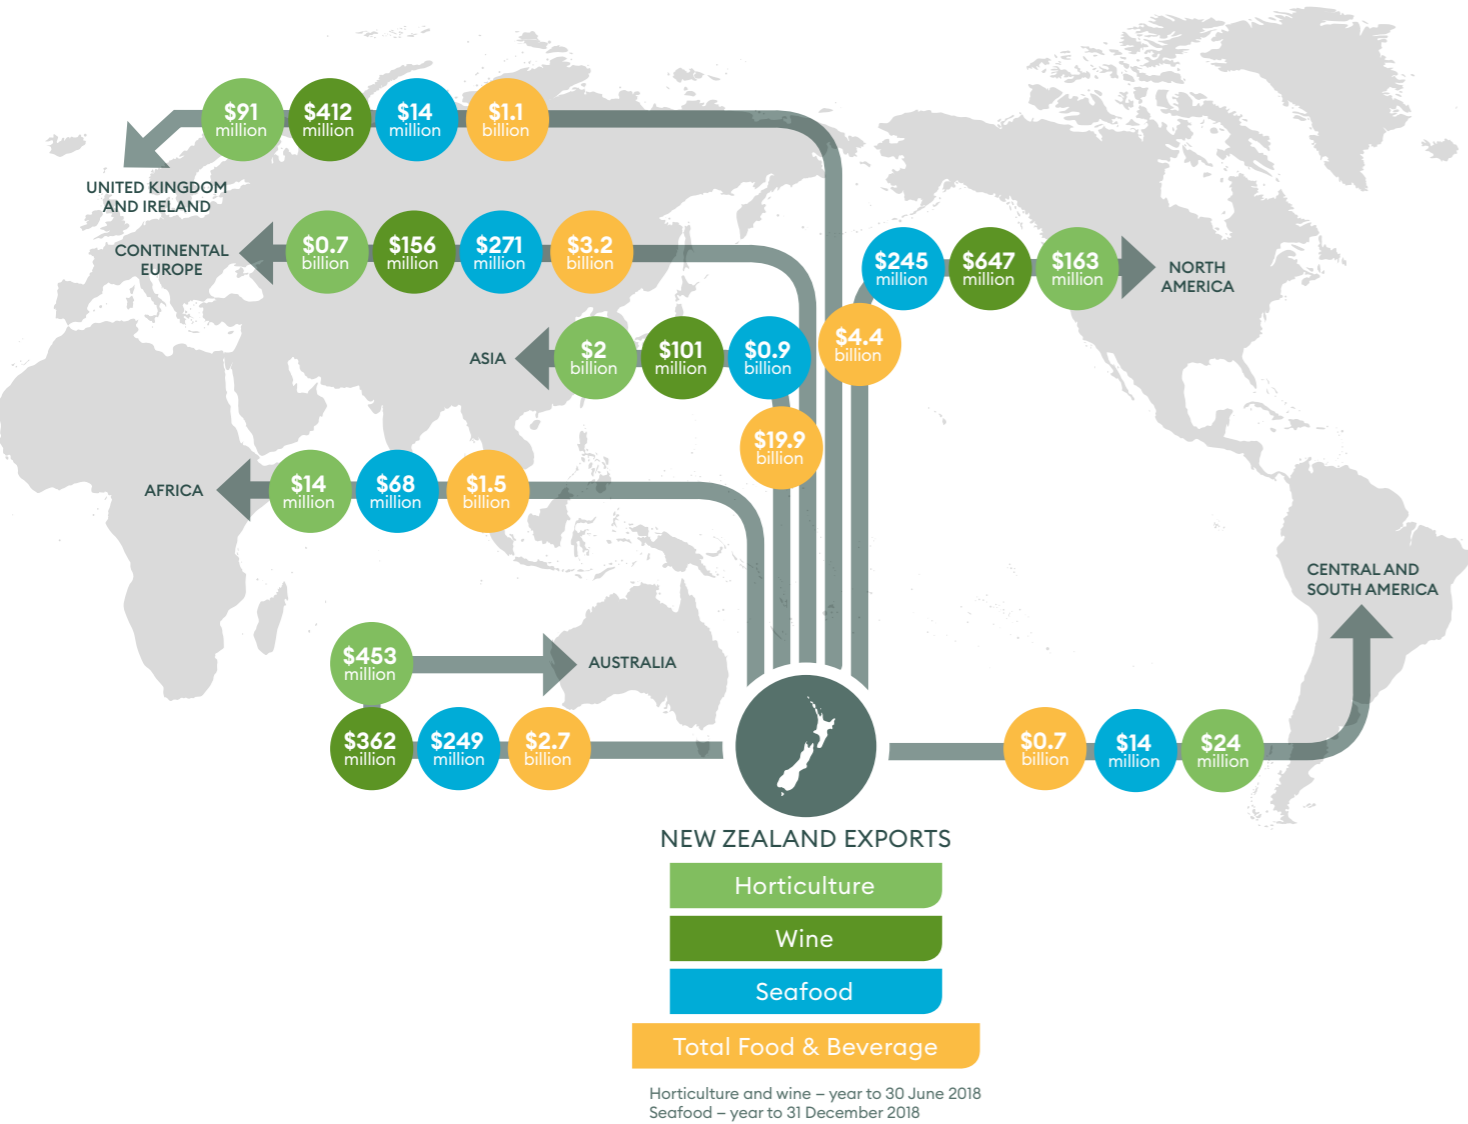 $91
million
$412
million
$14
million
$1.1
billion
UNITED KINGDOM
AND IRELAND
CONTINENTAL
EUROPE
$0.7
billion
$156
million
$271
million
$3.2
billion
$245
million
$647
million
$163
million
NORTH
AMERICA
$4.4
billion
ASIA
$2
billion
$101
million
$0.9
billion
$19.9
billion
AFRICA
$14
million
$68
million
$1.5
billion
CENTRAL AND
SOUTH AMERICA
$453
million
AUSTRALIA
$362
million
$249
million
$2.7
billion
$0.7
billion
$14
million
$24
million
NEW ZEALAND EXPORTS
Horticulture
Wine
Seafood
Total Food & Beverage
Horticulture and wine – year to 30 June 2018
Seafood – year to 31 December 2018